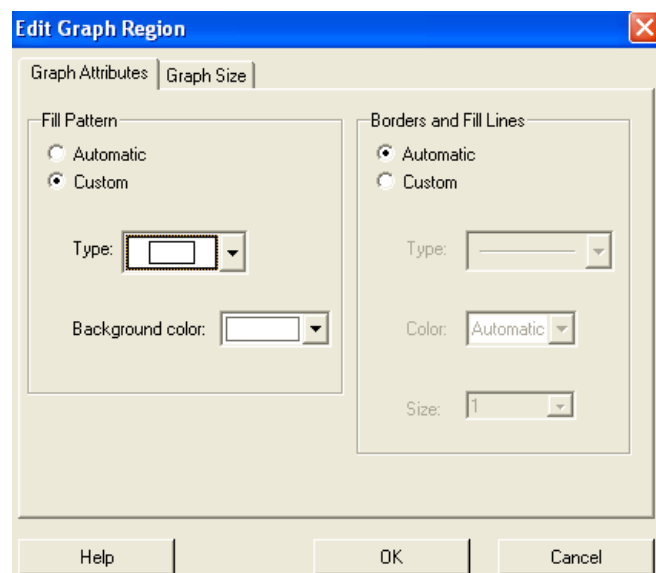 Edit Graph Region
Graph Attributes Graph Size
Fill Pattern
Automatic
Custom
Type:
Background color:
Borders and Fill Lines
Automatic
Custom
Type:
Color: Automatic
Size: 1
Help OK Cancel